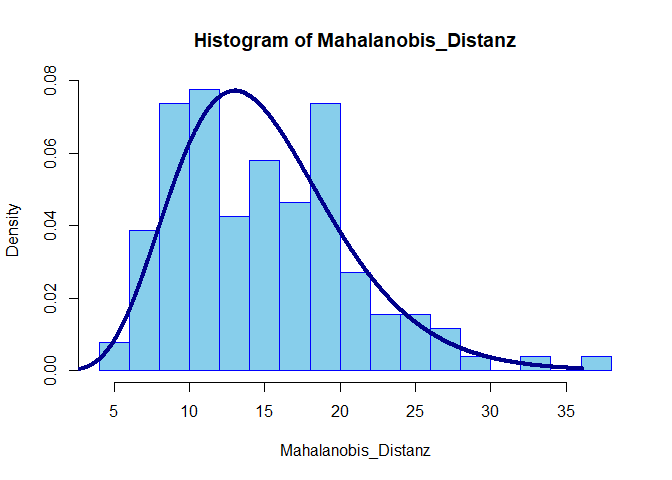 Histogram of Mahalanobis_Distanz
Density
0.00 0.02 0.04 0.06 0.08
5 10 15 20 25 30 35
Mahalanobis_Distanz